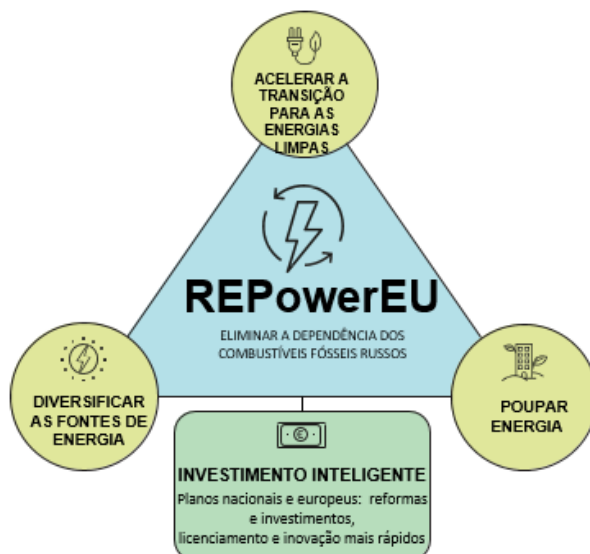 ACELERAR A
TRANSIÇÃO
PARA AS
ENERGIAS
LIMPAS
REPowerEU
ELIMINAR A DEPENDÊNCIA DOS
COMBUSTÍVEIS FÓSSEIS RUSSOS
DIVERSIFICAR
AS FONTES DE
ENERGIA
POUPAR
ENERGIA
INVESTIMENTO INTELIGENTE
Planos nacionais e europeus: reformas
e investimentos,
licenciamento e inovação mais rápidos